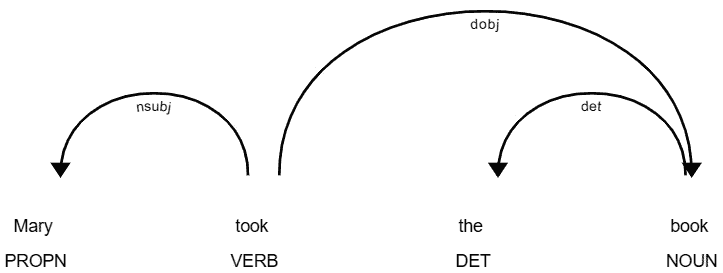 dobj
nsubj
det
Mary took the book
PROPN VERB DET NOUN